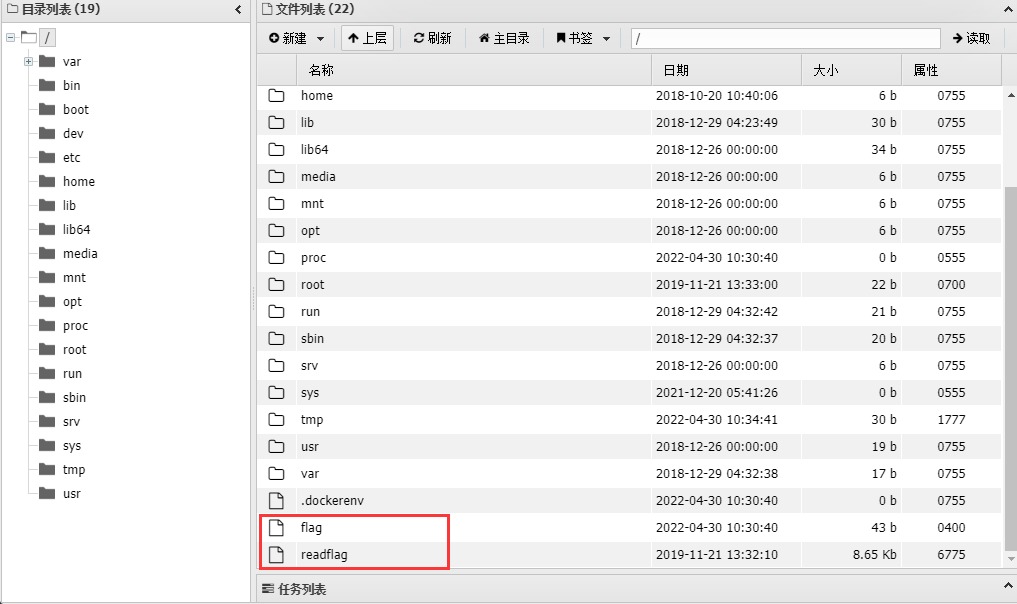 目录列表 (19)
/
var
bin
boot
dev
etc
home
lib
lib64
media
mnt
opt
proc
root
run
sbin
srv
sys
tmp
usr
文件列表 (22)
新建 上层 刷新 主目录 书签 / 读取
名称 日期 大小 属性
home 2018-10-20 10:40:06 6 b 0755
lib 2018-12-29 04:23:49 30 b 0755
lib64 2018-12-26 00:00:00 34 b 0755
media 2018-12-26 00:00:00 6 b 0755
mnt 2018-12-26 00:00:00 6 b 0755
opt 2018-12-26 00:00:00 6 b 0755
proc 2022-04-30 10:30:40 0 b 0555
root 2019-11-21 13:33:00 22 b 0700
run 2018-12-29 04:32:42 21 b 0755
sbin 2018-12-29 04:32:37 20 b 0755
srv 2018-12-26 00:00:00 6 b 0755
sys 2021-12-20 05:41:26 0 b 0555
tmp 2022-04-30 10:34:41 30 b 1777
usr 2018-12-26 00:00:00 19 b 0755
var 2018-12-29 04:32:38 17 b 0755
.dockerenv 2022-04-30 10:30:40 0 b 0755
flag 2022-04-30 10:30:40 43 b 0400
readflag 2019-11-21 13:32:10 8.65 Kb 6775
任务列表